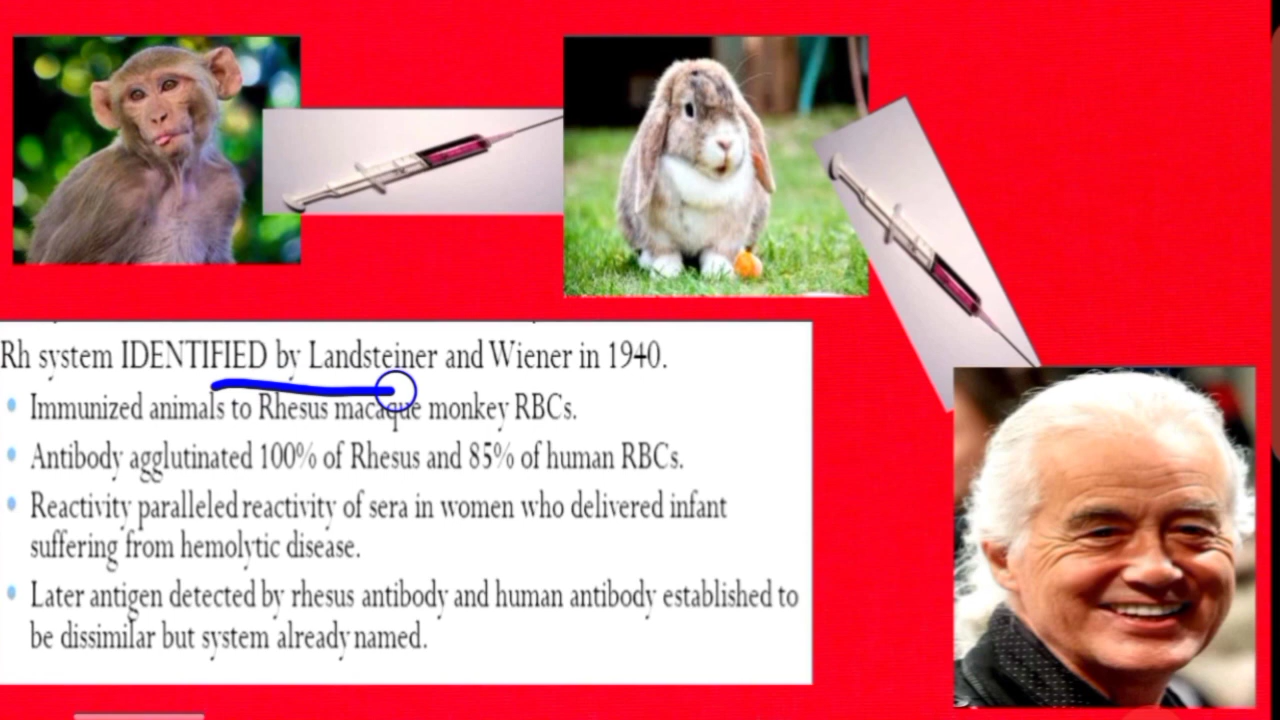 Rh system IDENTIFIED by Landsteiner and Wiener in 1940.
Immunized animals to Rhesus macaque monkey RBCs.
Antibody agglutinated 100% of Rhesus and 85% of human RBCs.
Reactivity paralleled reactivity of sera in women who delivered infant
suffering from hemolytic disease.
Later antigen detected by rhesus antibody and human antibody established to
be dissimilar but system already named.